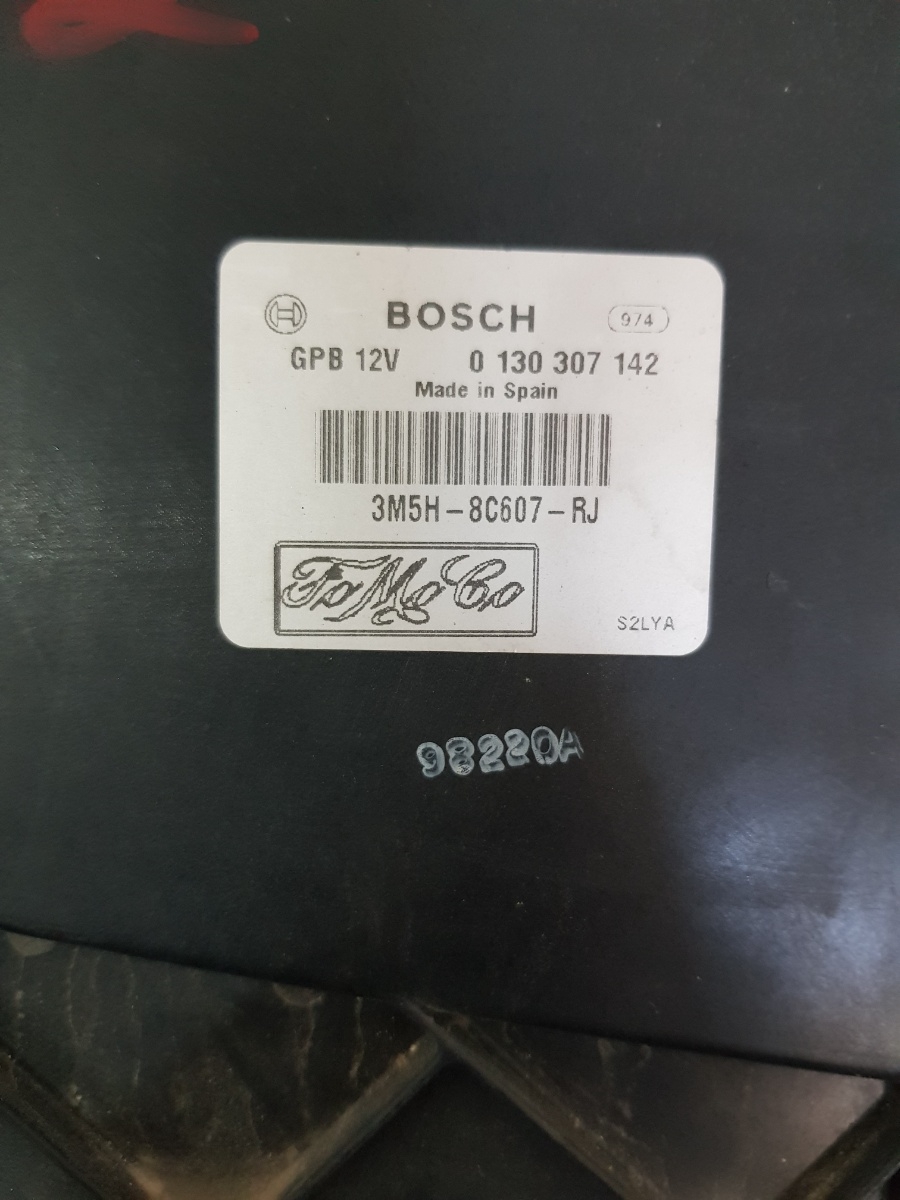 BOSCH 974
GPB 12V 0 130 307 142
Made in Spain
3M5H-8C607-RJ
FoMoCo
S2LYA
98220A